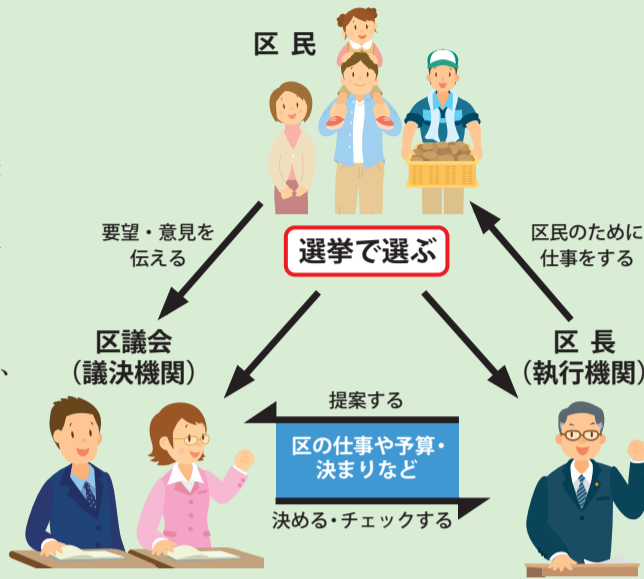 区 民
要望・意見を
伝える
選挙で選ぶ
区民のために
仕事をする
区議会
(議決機関)
区 長
(執行機関)
提案する
区の仕事や予算・
決まりなど
決める・チェックする
、